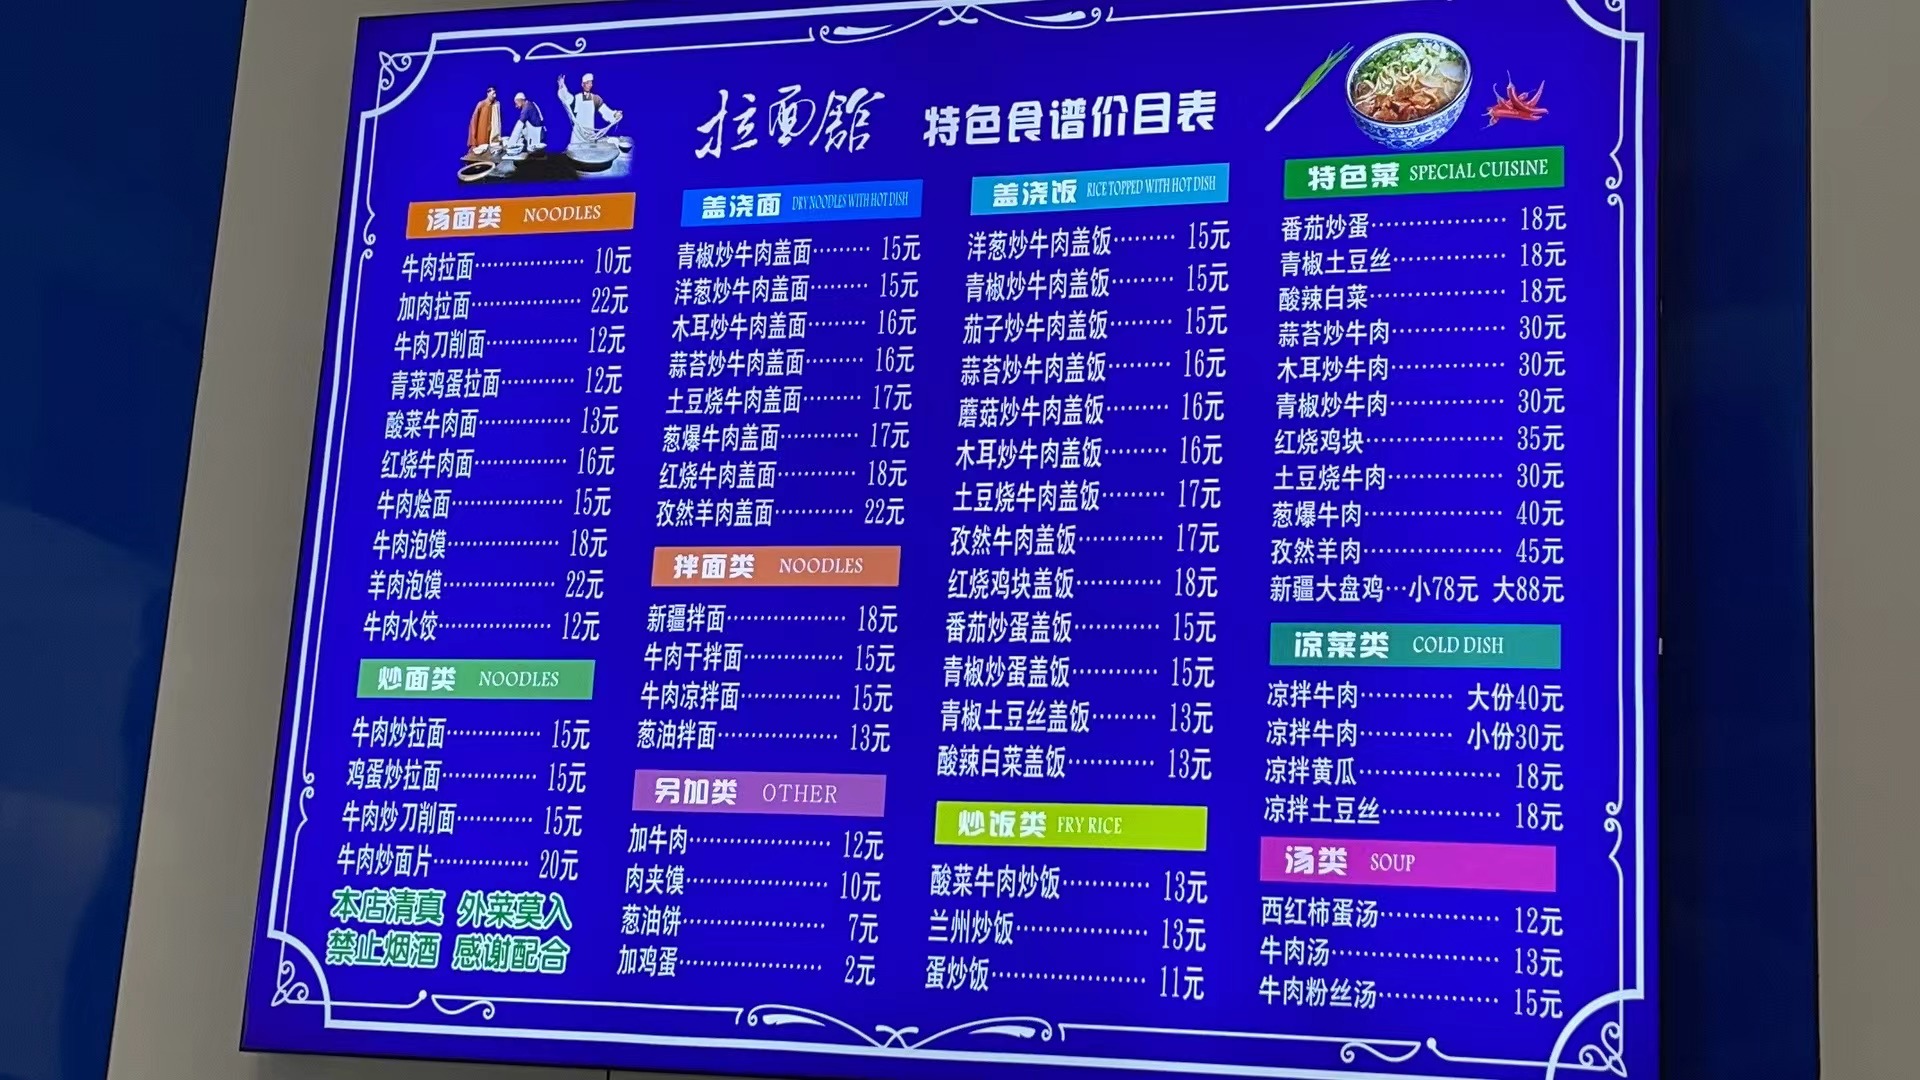 拉面馆 特色食谱价目表
汤面类 NOODLES
牛肉拉面 10元
加肉拉面 22元
牛肉刀削面 12元
青菜鸡蛋拉面 12元
酸菜牛肉面 13元
红烧牛肉面 16元
牛肉烩面 15元
牛肉泡馍 18元
羊肉泡馍 22元
牛肉水饺 12元
炒面类 NOODLES
牛肉炒拉面 15元
鸡蛋炒拉面 15元
牛肉炒刀削面 15元
牛肉炒面片 20元
本店清真 外菜莫入
禁止烟酒 感谢配合
盖浇面 DRY NOODLES WITH HOT DISH
青椒炒牛肉盖面 15元
洋葱炒牛肉盖面 15元
木耳炒牛肉盖面 16元
蒜苔炒牛肉盖面 16元
土豆烧牛肉盖面 17元
葱爆牛肉盖面 17元
红烧牛肉盖面 18元
孜然羊肉盖面 22元
拌面类 NOODLES
新疆拌面 18元
牛肉干拌面 15元
牛肉凉拌面 15元
葱油拌面 13元
另加类 OTHER
加牛肉 12元
肉夹馍 10元
葱油饼 7元
加鸡蛋 2元
盖浇饭 RICE TOPPED WITH HOT DISH
洋葱炒牛肉盖饭 15元
青椒炒牛肉盖饭 15元
茄子炒牛肉盖饭 15元
蒜苔炒牛肉盖饭 16元
蘑菇炒牛肉盖饭 16元
木耳炒牛肉盖饭 16元
土豆烧牛肉盖饭 17元
孜然牛肉盖饭 17元
红烧鸡块盖饭 18元
番茄炒蛋盖饭 15元
青椒炒蛋盖饭 15元
青椒土豆丝盖饭 13元
酸辣白菜盖饭 13元
炒饭类 FRY RICE
酸菜牛肉炒饭 13元
兰州炒饭 13元
蛋炒饭 11元
特色菜 SPECIAL CUISINE
番茄炒蛋 18元
青椒土豆丝 18元
酸辣白菜 18元
蒜苔炒牛肉 30元
木耳炒牛肉 30元
青椒炒牛肉 30元
红烧鸡块 35元
土豆烧牛肉 30元
葱爆牛肉 40元
孜然羊肉 45元
新疆大盘鸡 小78元 大88元
凉菜类 COLD DISH
凉拌牛肉 大份40元
凉拌牛肉 小份30元
凉拌黄瓜 18元
凉拌土豆丝 18元
汤类 SOUP
西红柿蛋汤 12元
牛肉汤 13元
牛肉粉丝汤 15元